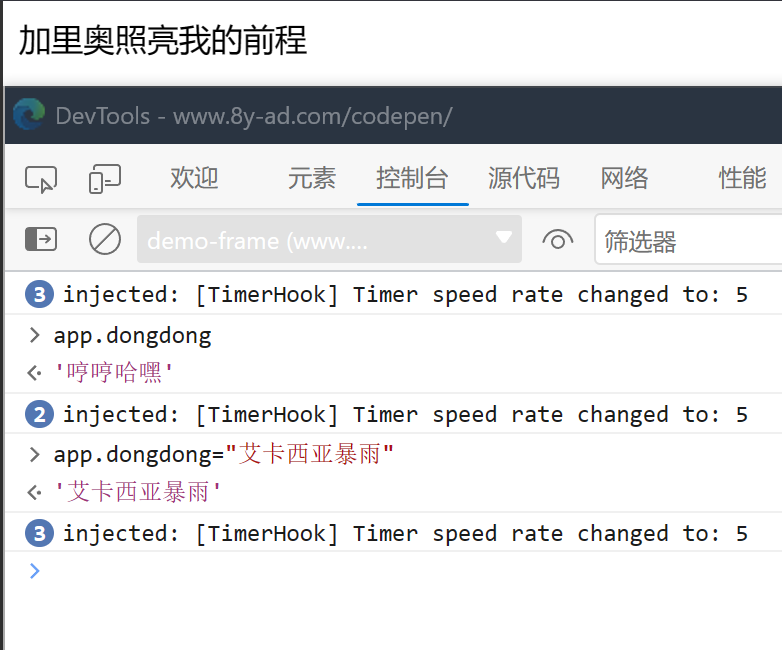 加里奥照亮我的前程
DevTools - www.8y-ad.com/codepen/
欢迎 元素 控制台 源代码 网络 性能
demo-frame (www.... 筛选器
3 injected: [TimerHook] Timer speed rate changed to: 5
> app.dongdong
'哼哼哈嘿'
2 injected: [TimerHook] Timer speed rate changed to: 5
> app.dongdong="艾卡西亚暴雨"
'艾卡西亚暴雨'
3 injected: [TimerHook] Timer speed rate changed to: 5
>